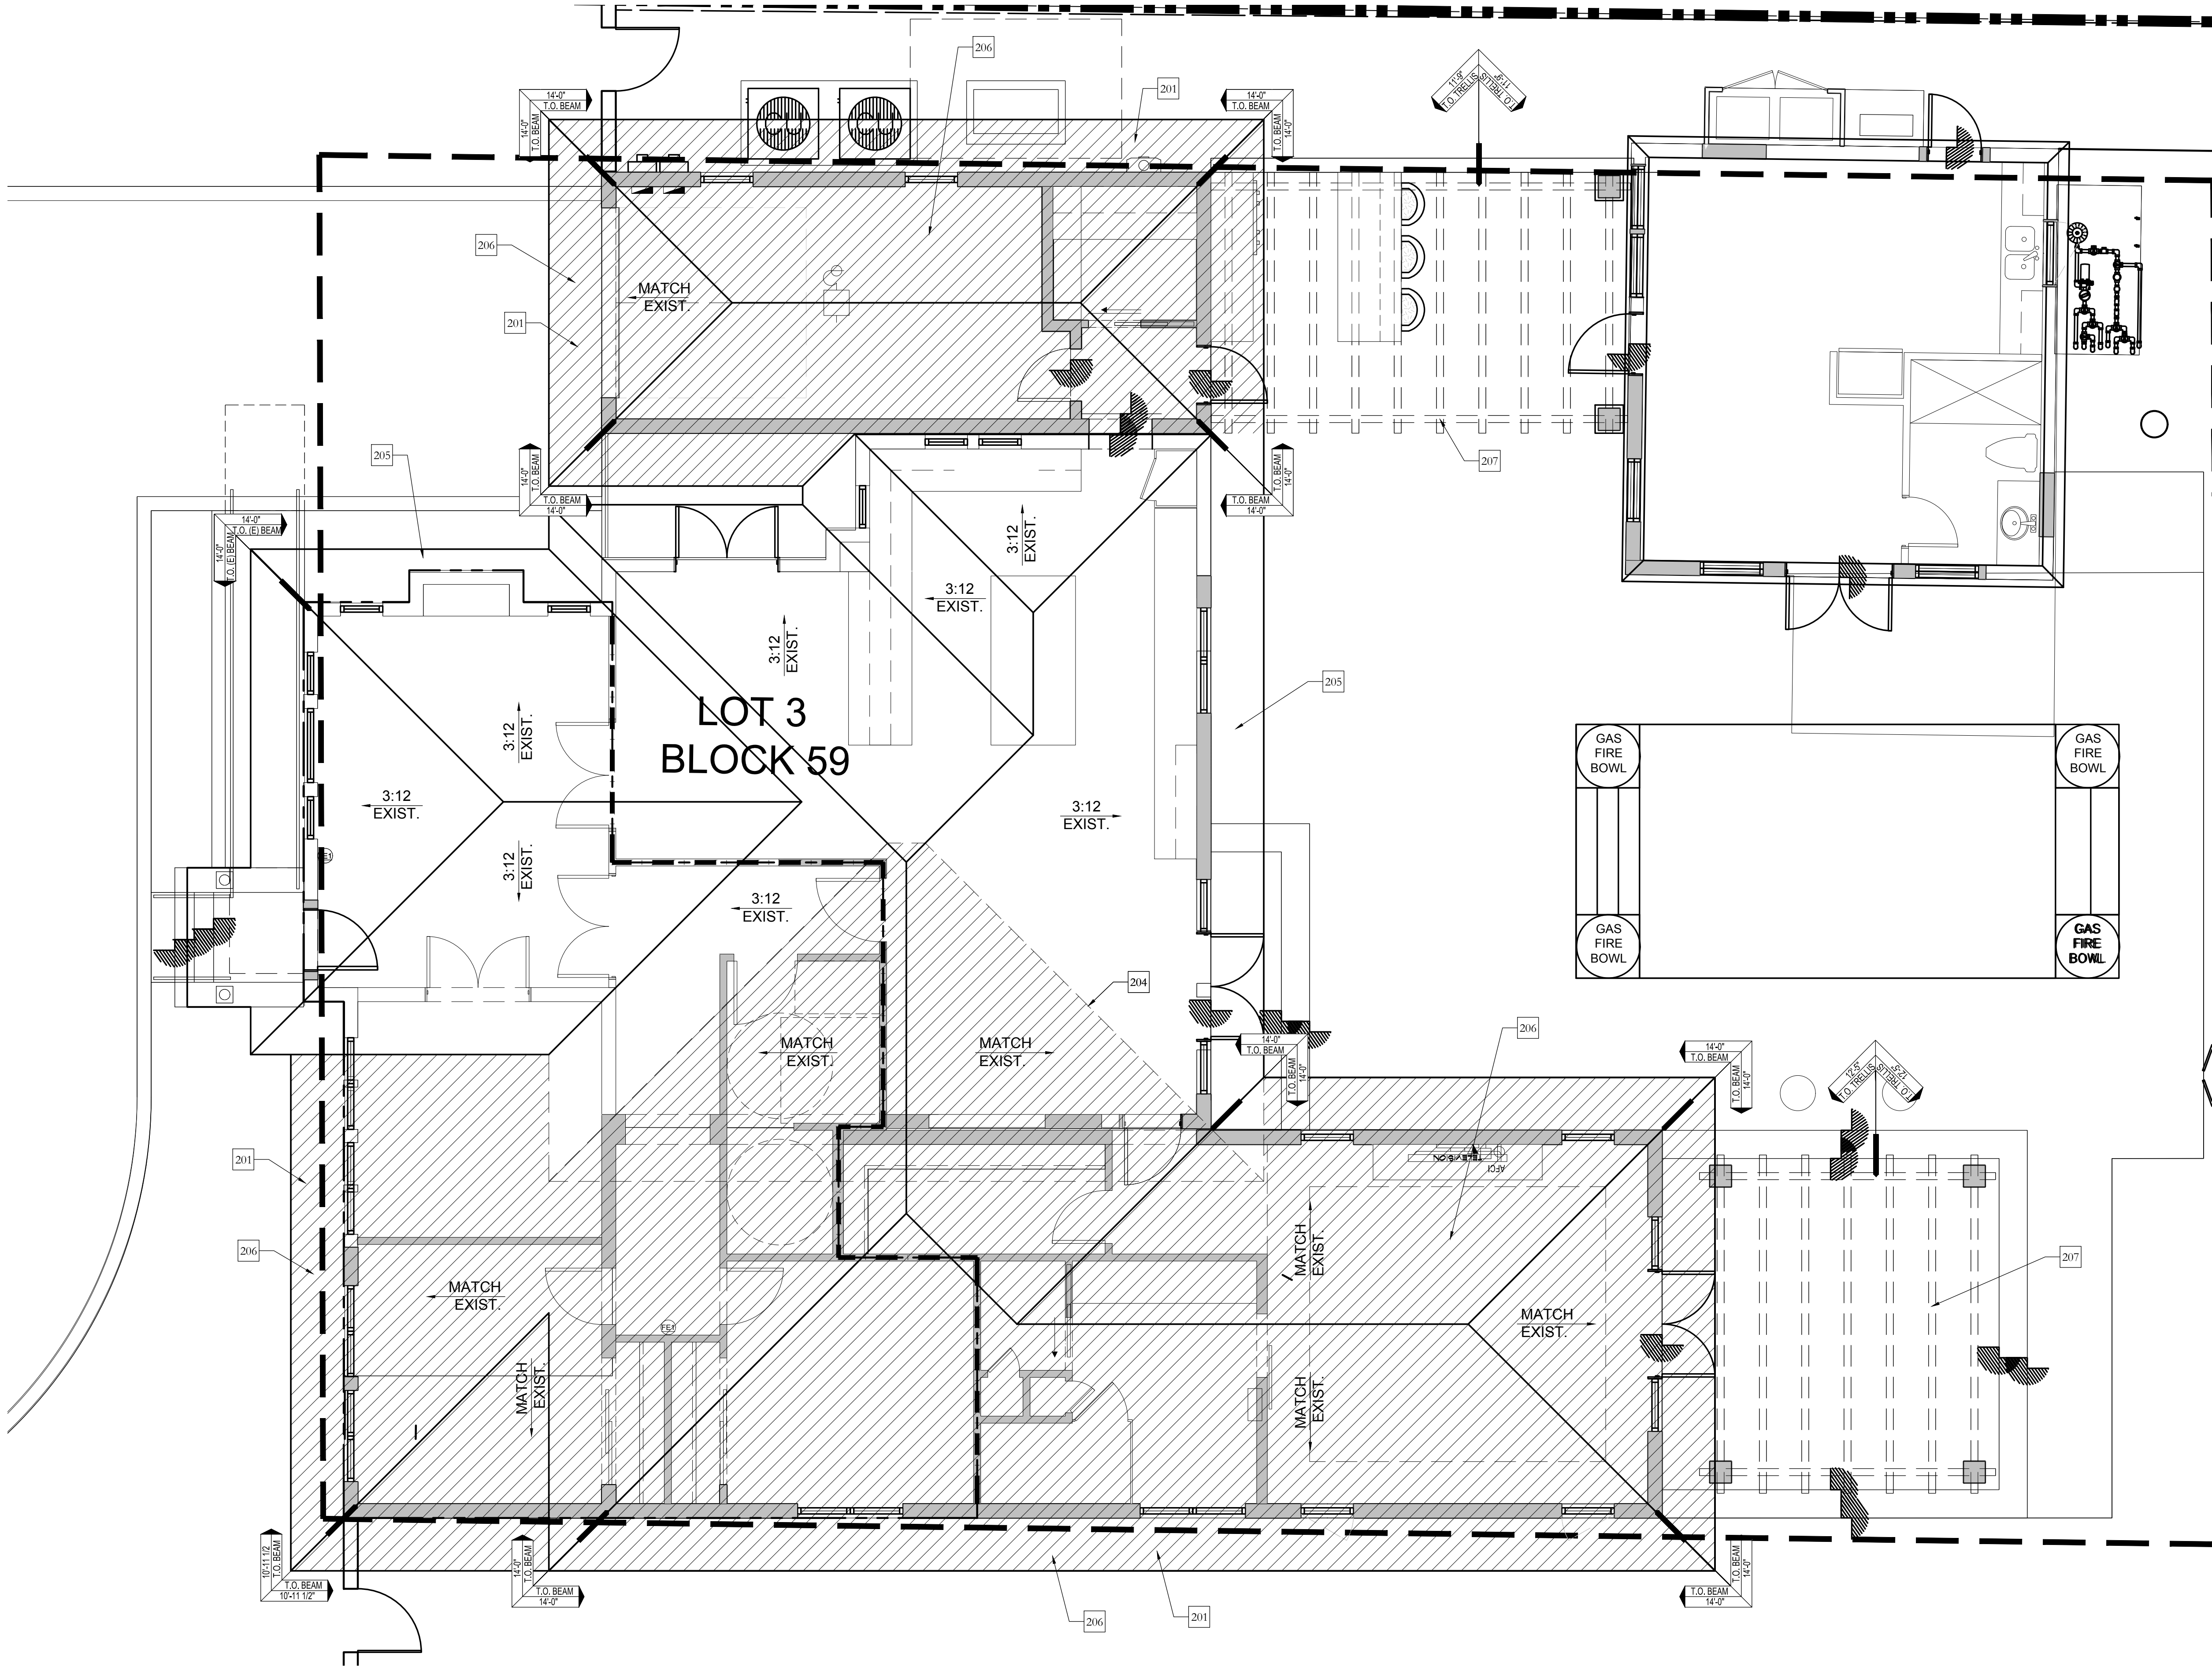 206
201
14'-0"
T.O. BEAM
14'-0"
T.O. BEAM
CU
CU
14'-0"
T.O. BEAM
14'-0"
T.O. BEAM
11'-9"
T.O. TRELLIS
11'-9"
T.O. TRELLIS
206
201
MATCH
EXIST.
205
14'-0"
T.O. BEAM
T.O. BEAM
14'-0"
14'-0"
T.O. BEAM
T.O. BEAM
14'-0"
207
14'-0"
T.O. (E) BEAM
14'-0"
T.O. (E) BEAM
3:12
EXIST.
3:12
EXIST.
3:12
EXIST.
3:12
EXIST.
LOT 3
BLOCK 59
205
3:12
EXIST.
3:12
EXIST.
3:12
EXIST.
3:12
EXIST.
GAS
FIRE
BOWL
GAS
FIRE
BOWL
GAS
FIRE
BOWL
GAS
FIRE
BOWL
204
MATCH
EXIST.
MATCH
EXIST
14'-0"
T.O. BEAM
14'-0"
T.O. BEAM
206
14'-0"
T.O. BEAM
14'-0"
T.O. BEAM
12'-5"
T.O. TRELLIS
12'-5"
T.O. TRELLIS
201
TELEVISION
AFCI
206
MATCH
EXIST.
MATCH
EXIST.
MATCH
EXIST.
207
FE1
MATCH
EXIST.
MATCH
EXIST.
10'-11 1/2
T.O. BEAM
T.O. BEAM
10'-11 1/2"
14'-0"
T.O. BEAM
T.O. BEAM
14'-0"
T.O. BEAM
14'-0"
T.O. BEAM
14'-0"
206
201